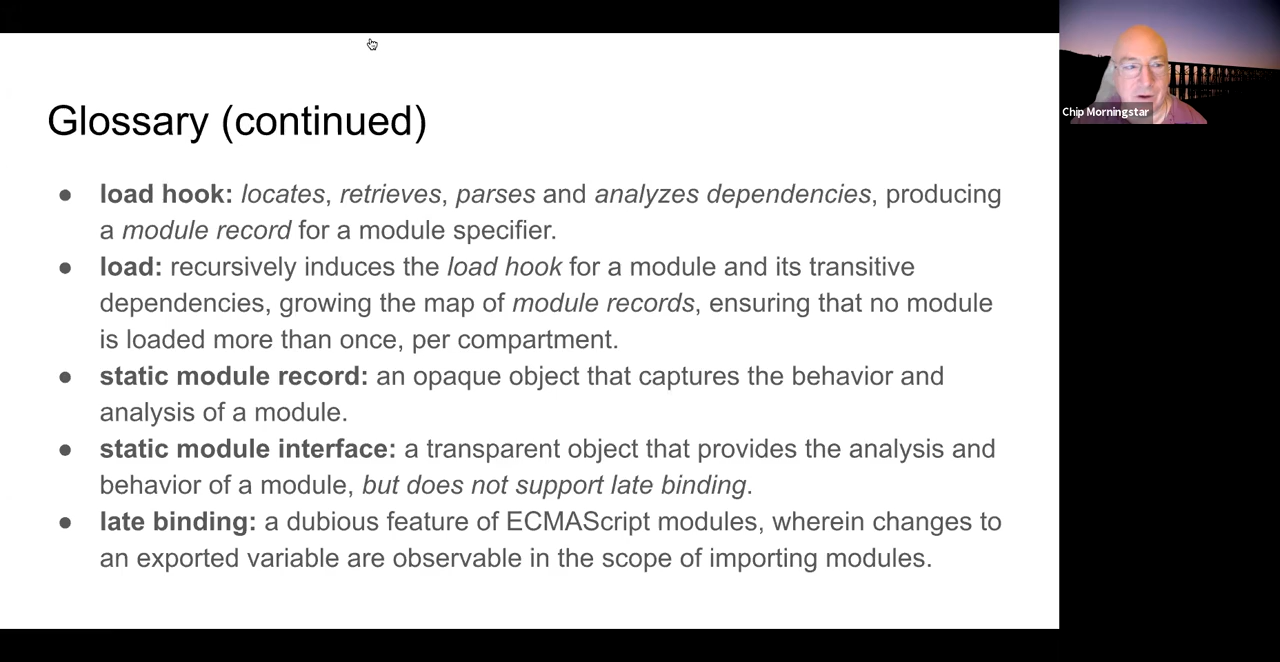 Glossary (continued)
● load hook: locates, retrieves, parses and analyzes dependencies, producing
a module record for a module specifier.
● load: recursively induces the load hook for a module and its transitive
dependencies, growing the map of module records, ensuring that no module
is loaded more than once, per compartment.
● static module record: an opaque object that captures the behavior and
analysis of a module.
● static module interface: a transparent object that provides the analysis and
behavior of a module, but does not support late binding.
● late binding: a dubious feature of ECMAScript modules, wherein changes to
an exported variable are observable in the scope of importing modules.
Chip Morningstar